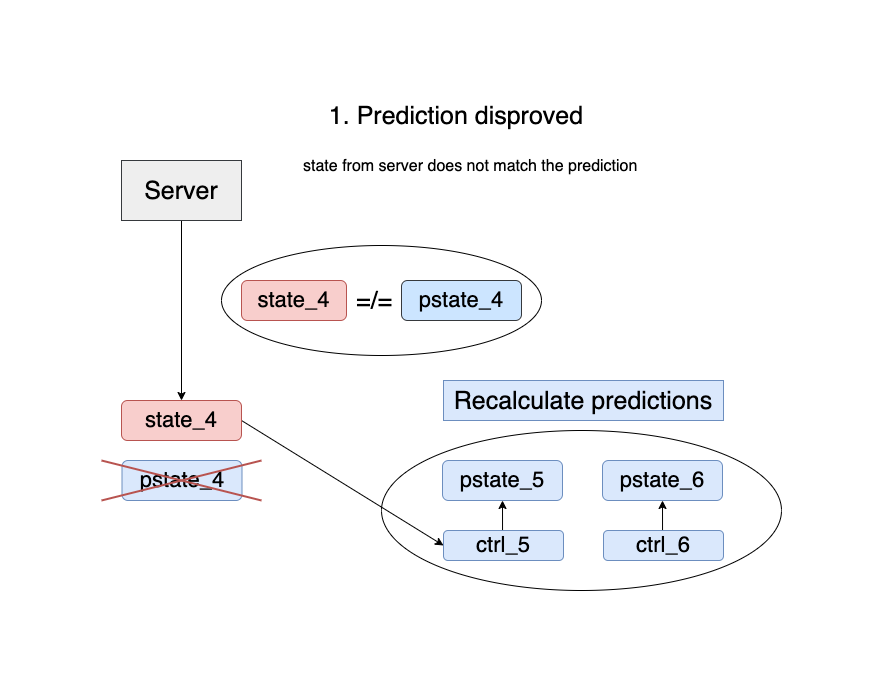 1. Prediction disproved
state from server does not match the prediction
Server
state_4 =/= pstate_4
Recalculate predictions
state_4
pstate_4
pstate_5
pstate_6
ctrl_5
ctrl_6